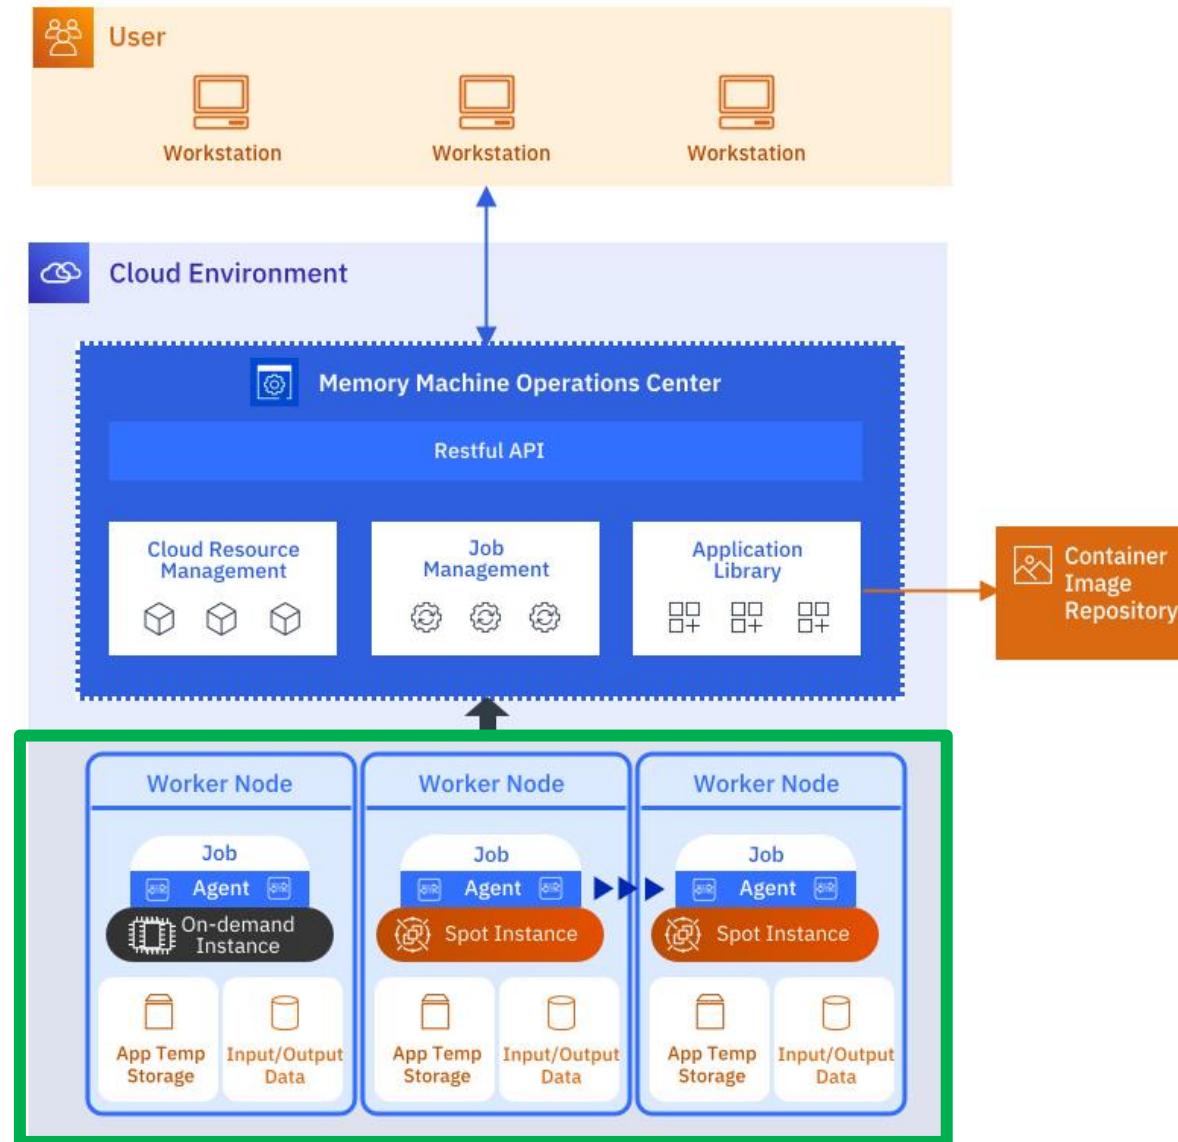 User
Workstation
Workstation
Workstation
Cloud Environment
Memory Machine Operations Center
Restful API
Cloud Resource
Management
Job
Management
Application
Library
Container
Image
Repository
Worker Node
Job
Agent
On-demand
Instance
App Temp
Storage
Input/Output
Data
Worker Node
Job
Agent
Spot Instance
App Temp
Storage
Input/Output
Data
Worker Node
Job
Agent
Spot Instance
App Temp
Storage
Input/Output
Data